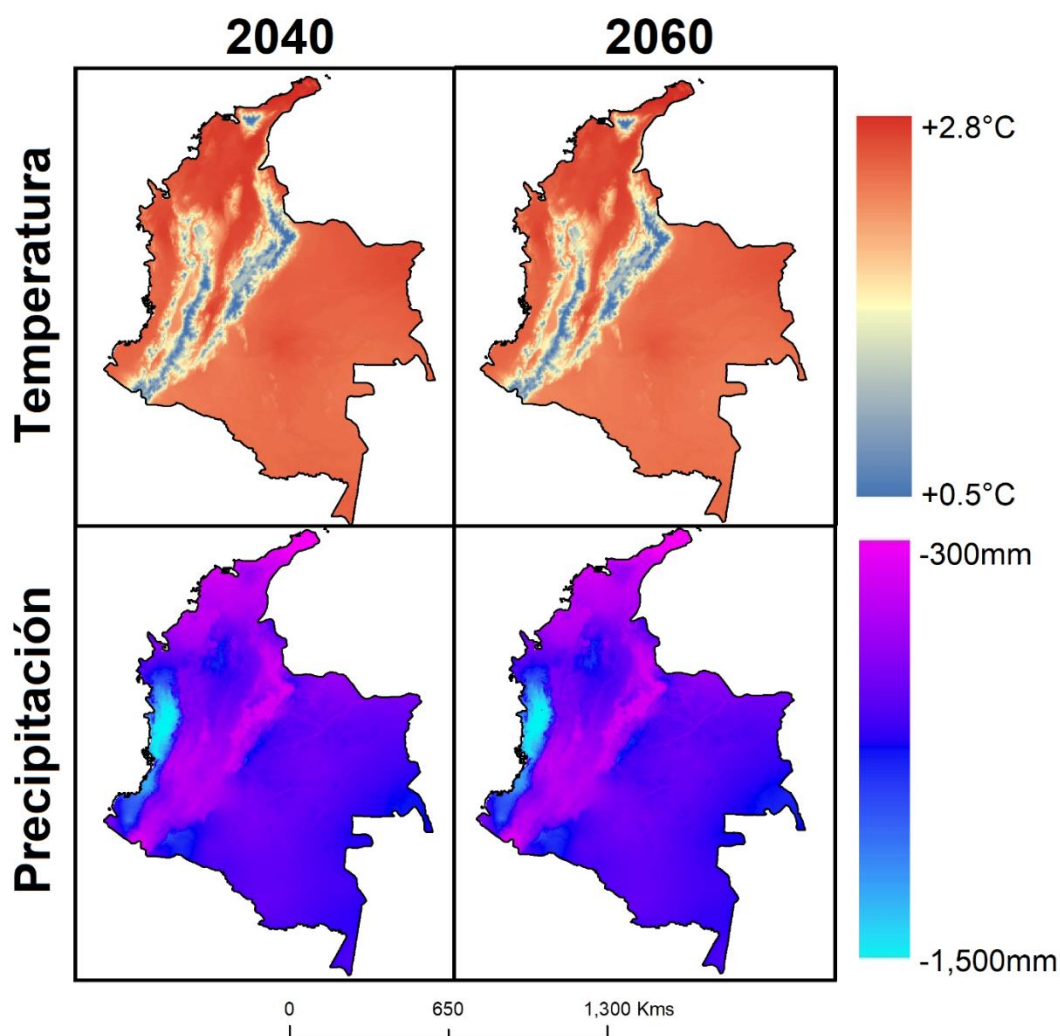 2040
2060
Temperatura
+2.8°C
+0.5°C
Precipitación
-300mm
-1,500mm
0
650
1,300 Kms